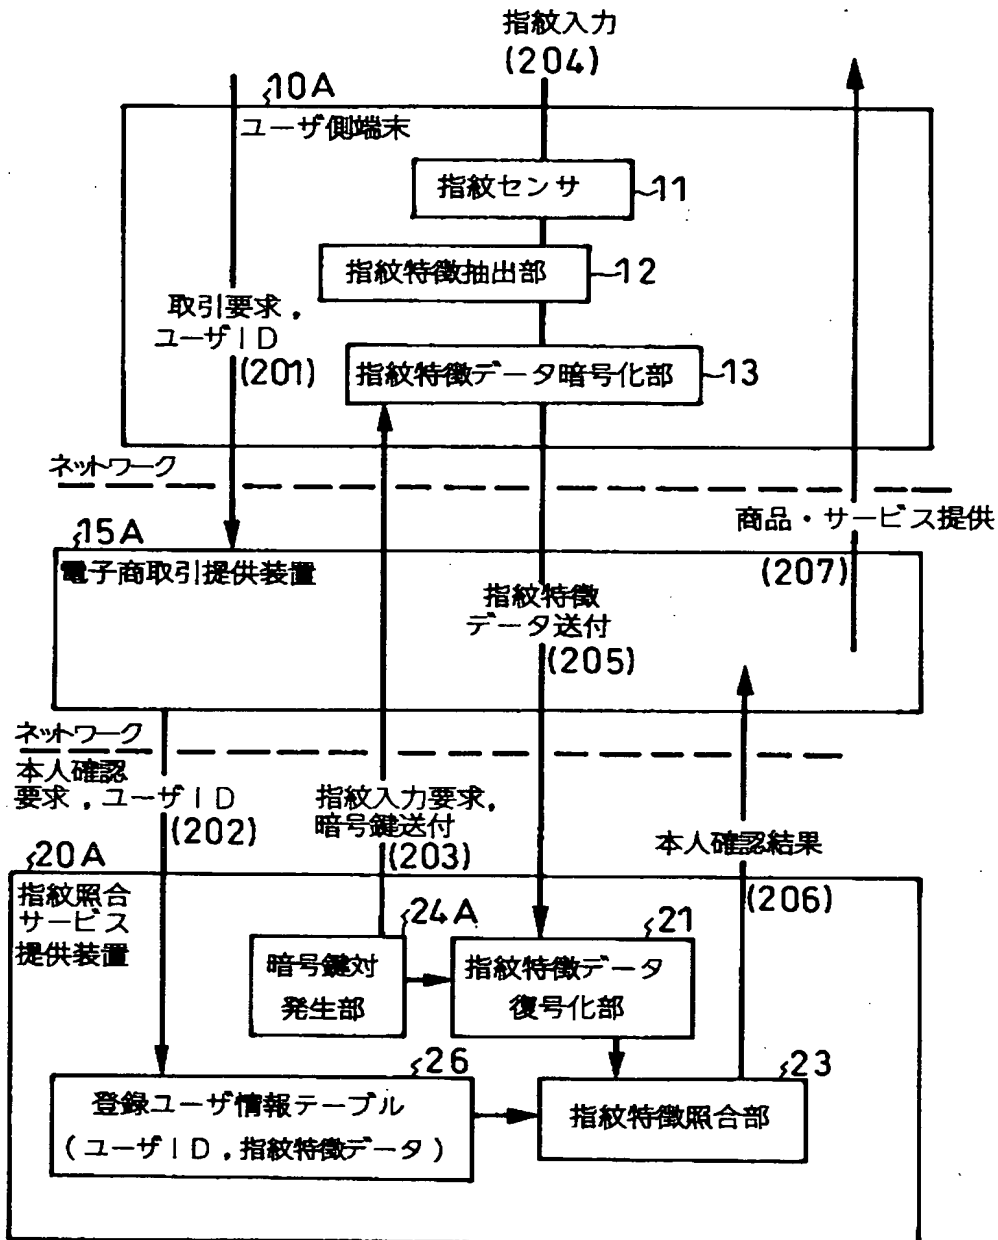 指紋入力
(204)
10A
ユーザ側端末
指紋センサ
11
指紋特徴抽出部
12
取引要求,
ユーザID
(201)
指紋特徴データ暗号化部
13
ネットワーク
商品・サービス提供
(207)
15A
電子商取引提供装置
指紋特徴
データ送付
(205)
ネットワーク
本人確認
要求,ユーザID
(202)
指紋入力要求,
暗号鍵送付
(203)
本人確認結果
(206)
20A
指紋照合
サービス
提供装置
24A
暗号鍵対
発生部
21
指紋特徴データ
復号化部
26
登録ユーザ情報テーブル
(ユーザID,指紋特徴データ)
23
指紋特徴照合部